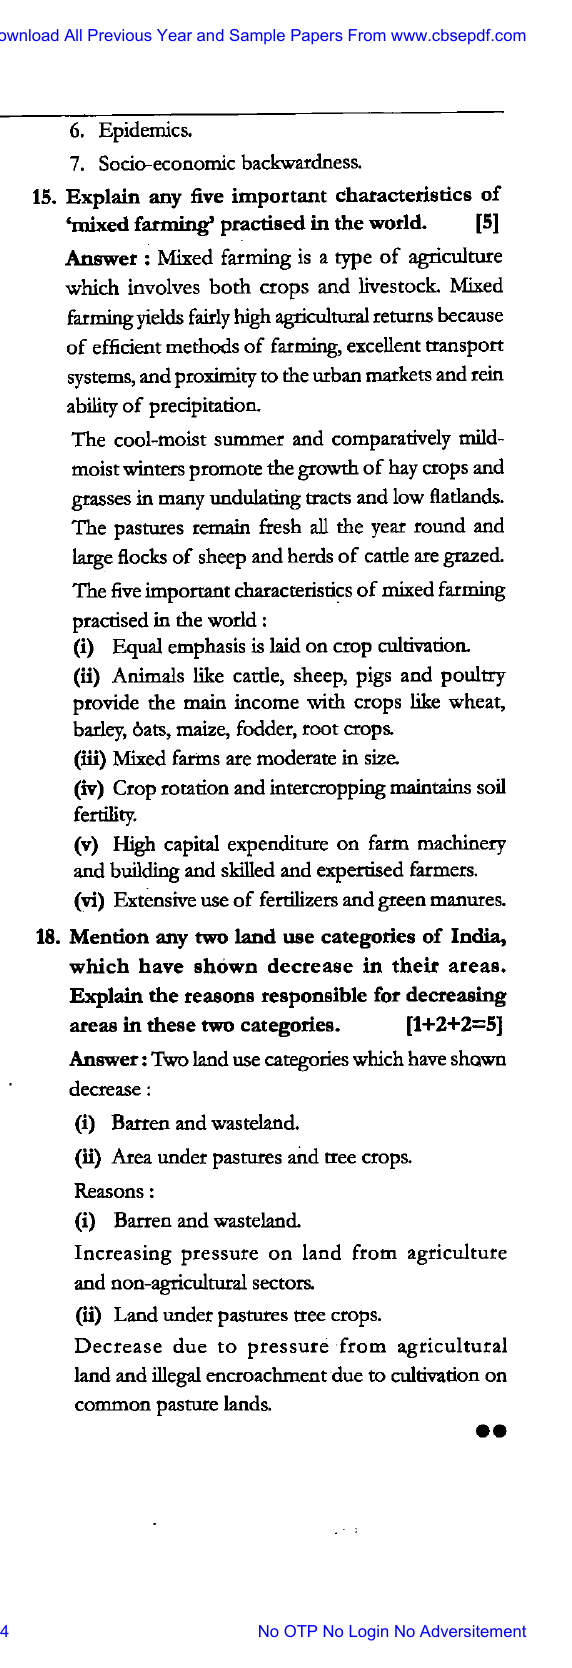 ownload All Previous Year and Sample Papers From www.cbsepdf.com
6. Epidemics.
7. Socio-economic backwardness.
15. Explain any five important characteristics of
‘mixed farming’ practised in the world. [5]
Answer : Mixed farming is a type of agriculture
which involves both crops and livestock. Mixed
farming yields fairly high agricultural returns because
of efficient methods of farming, excellent transport
systems, and proximity to the urban markets and rein
ability of precipitation.
The cool-moist summer and comparatively mild-
moist winters promote the growth of hay crops and
grasses in many undulating tracts and low flatlands.
The pastures remain fresh all the year round and
large flocks of sheep and herds of cattle are grazed.
The five important characteristics of mixed farming
practised in the world :
(i) Equal emphasis is laid on crop cultivation.
(ii) Animals like cattle, sheep, pigs and poultry
provide the main income with crops like wheat,
barley, oats, maize, fodder, root crops.
(iii) Mixed farms are moderate in size.
(iv) Crop rotation and intercropping maintains soil
fertility.
(v) High capital expenditure on farm machinery
and building and skilled and expertised farmers.
(vi) Extensive use of fertilizers and green manures.
18. Mention any two land use categories of India,
which have shown decrease in their areas.
Explain the reasons responsible for decreasing
areas in these two categories. [1+2+2=5]
Answer : Two land use categories which have shown
decrease :
(i) Barren and wasteland.
(ii) Area under pastures and tree crops.
Reasons :
(i) Barren and wasteland.
Increasing pressure on land from agriculture
and non-agricultural sectors.
(ii) Land under pastures tree crops.
Decrease due to pressure from agricultural
land and illegal encroachment due to cultivation on
common pasture lands.
4 No OTP No Login No Adversitement